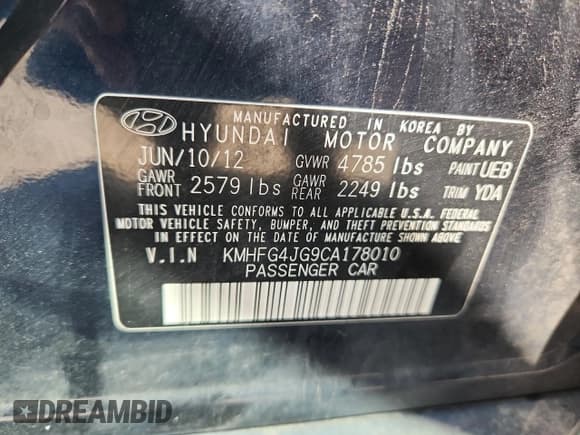 MANUFACTURED IN KOREA BY
HYUNDAI MOTOR COMPANY
JUN/10/12 GVWR 4785 lbs PAINT UEB
GAWR FRONT 2579 lbs GAWR REAR 2249 lbs TRIM YDA
THIS VEHICLE CONFORMS TO ALL APPLICABLE U.S.A. FEDERAL
MOTOR VEHICLE SAFETY, BUMPER, AND THEFT PREVENTION STANDARDS
IN EFFECT ON THE DATE OF MANUFACTURE SHOWN ABOVE.
V.I.N KMHFG4JG9CA178010
PASSENGER CAR
DREAMBID